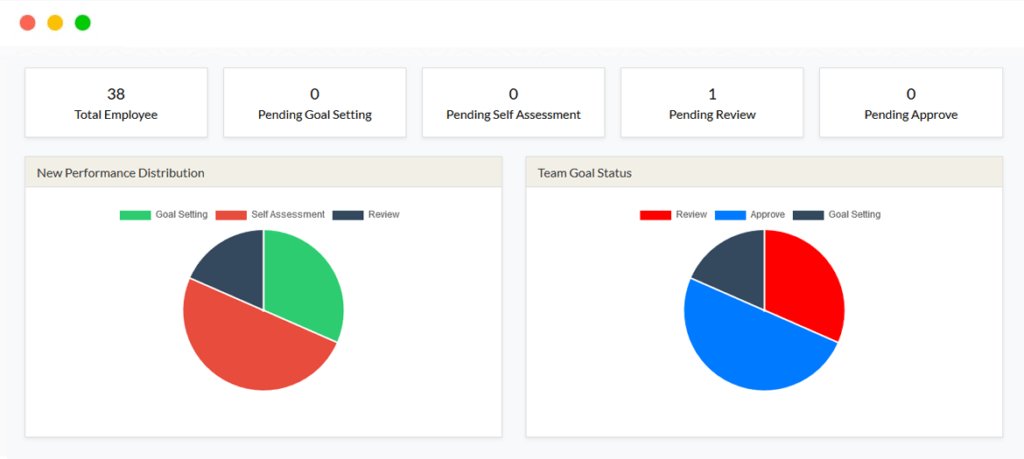 38
Total Employee
0
Pending Goal Setting
0
Pending Self Assessment
1
Pending Review
0
Pending Approve
New Performance Distribution
Goal Setting Self Assessment Review
Team Goal Status
Review Approve Goal Setting